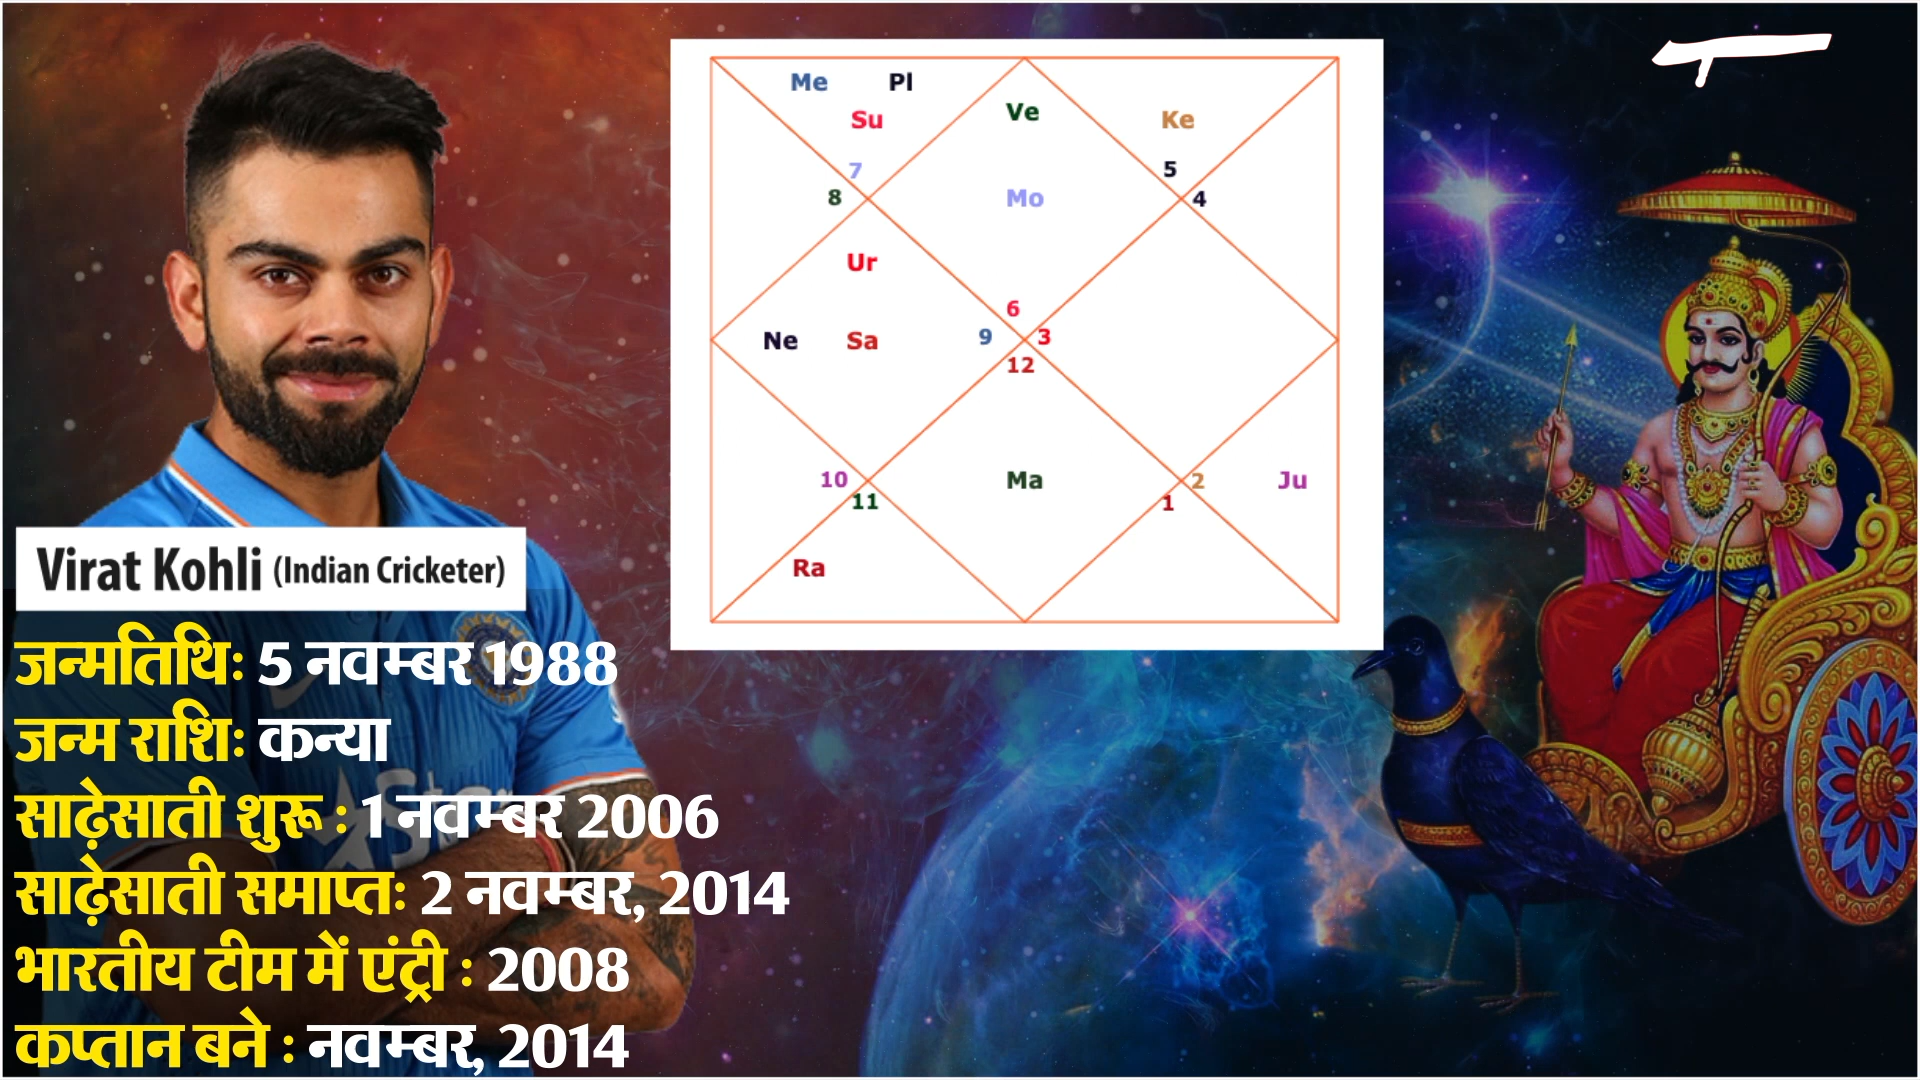 Me Pl
Ve
Su
Ke
7
5
8
Mo
4
Ur
6
Ne Sa
9
3
12
10
Ma
2
Ju
11
1
Ra
Virat Kohli (Indian Cricketer)
जन्मतिथिः 5 नवम्बर 1988
जन्म राशिः कन्या
साढ़ेसाती शुरू : 1 नवम्बर 2006
साढ़ेसाती समाप्तः 2 नवम्बर, 2014
भारतीय टीम में एंट्री : 2008
कप्तान बने : नवम्बर, 2014